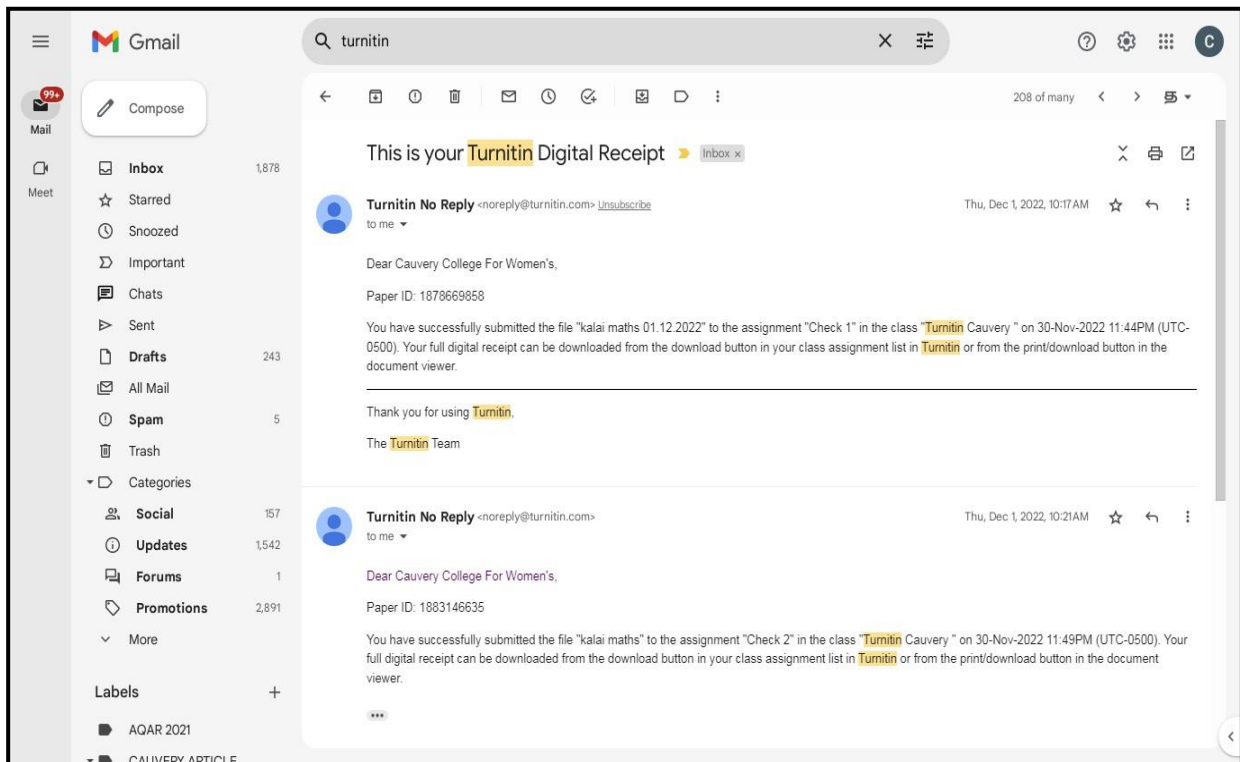 Gmail
turnitin
C
99+
Mail
Meet
Compose
208 of many
Inbox 1,878
Starred
Snoozed
Important
Chats
Sent
Drafts 243
All Mail
Spam 5
Trash
Categories
Social 157
Updates 1,542
Forums 1
Promotions 2,891
More
Labels +
AQAR 2021
CAUVERY ARTICLE
This is your Turnitin Digital Receipt Inbox x
Turnitin No Reply <noreply@turnitin.com> Unsubscribe Thu, Dec 1, 2022, 10:17 AM
to me
Dear Cauvery College For Women's,
Paper ID: 1878669858
You have successfully submitted the file "kalai maths 01.12.2022" to the assignment "Check 1" in the class "Turnitin Cauvery " on 30-Nov-2022 11:44PM (UTC-
0500). Your full digital receipt can be downloaded from the download button in your class assignment list in Turnitin or from the print/download button in the
document viewer.
Thank you for using Turnitin,
The Turnitin Team
Turnitin No Reply <noreply@turnitin.com> Thu, Dec 1, 2022, 10:21 AM
to me
Dear Cauvery College For Women's,
Paper ID: 1883146635
You have successfully submitted the file "kalai maths" to the assignment "Check 2" in the class "Turnitin Cauvery " on 30-Nov-2022 11:49PM (UTC-0500). Your
full digital receipt can be downloaded from the download button in your class assignment list in Turnitin or from the print/download button in the document
viewer.